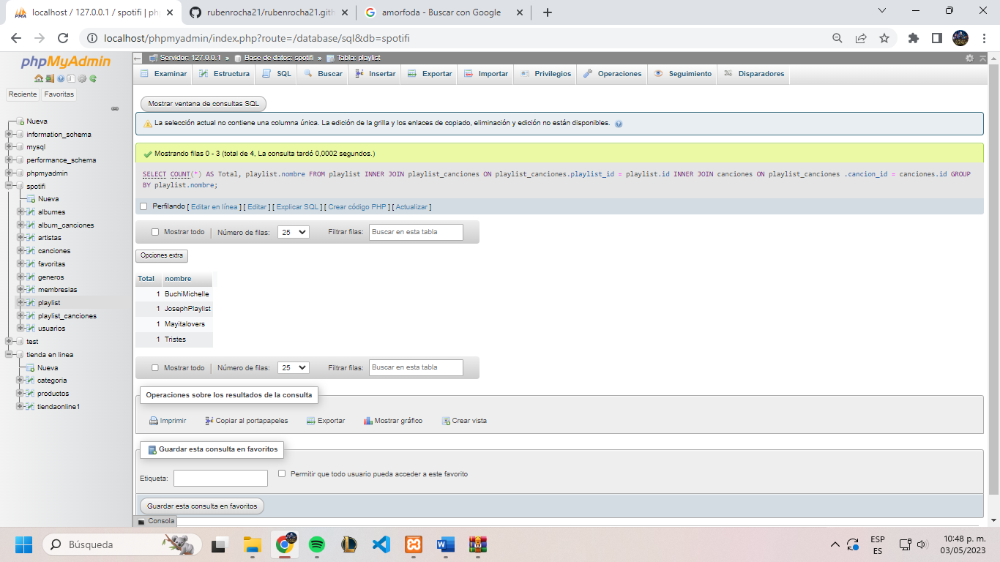 localhost / 127.0.0.1 / spotifi | ph
rubenrocha21/rubenrocha21.gith
amorfoda - Buscar con Google
localhost/phpmyadmin/index.php?route=/database/sql&db=spotifi
phpMyAdmin
Reciente Favoritas
Nueva
information_schema
mysql
performance_schema
phpmyadmin
spotifi
Nueva
albumes
album_canciones
artistas
canciones
favoritas
generos
membresias
playlist
playlist_canciones
usuarios
test
tienda en linea
Nueva
categoria
productos
tiendaonline1
Servidor: 127.0.0.1 » Base de datos: spotifi » Tabla: playlist
Examinar Estructura SQL Buscar Insertar Exportar Importar Privilegios Operaciones Seguimiento Disparadores
Mostrar ventana de consultas SQL
La selección actual no contiene una columna única. La edición de la grilla y los enlaces de copiado, eliminación y edición no están disponibles.
Mostrando filas 0 - 3 (total de 4, La consulta tardó 0,0002 segundos.)
SELECT COUNT(*) AS Total, playlist.nombre FROM playlist INNER JOIN playlist_canciones ON playlist_canciones.playlist_id = playlist.id INNER JOIN canciones ON playlist_canciones .cancion_id = canciones.id GROUP
BY playlist.nombre;
Perfilando [ Editar en línea ] [ Editar ] [ Explicar SQL ] [ Crear código PHP ] [ Actualizar ]
Mostrar todo | Número de filas: 25 Filtrar filas: Buscar en esta tabla
Opciones extra
Total nombre
1 BuchiMichelle
1 JosephPlaylist
1 Mayitalovers
1 Tristes
Mostrar todo | Número de filas: 25 Filtrar filas: Buscar en esta tabla
Operaciones sobre los resultados de la consulta
Imprimir Copiar al portapapeles Exportar Mostrar gráfico Crear vista
Guardar esta consulta en favoritos
Etiqueta: Permitir que todo usuario pueda acceder a este favorito
Guardar esta consulta en favoritos
Consola
Búsqueda
ESP
ES
10:48 p. m.
03/05/2023